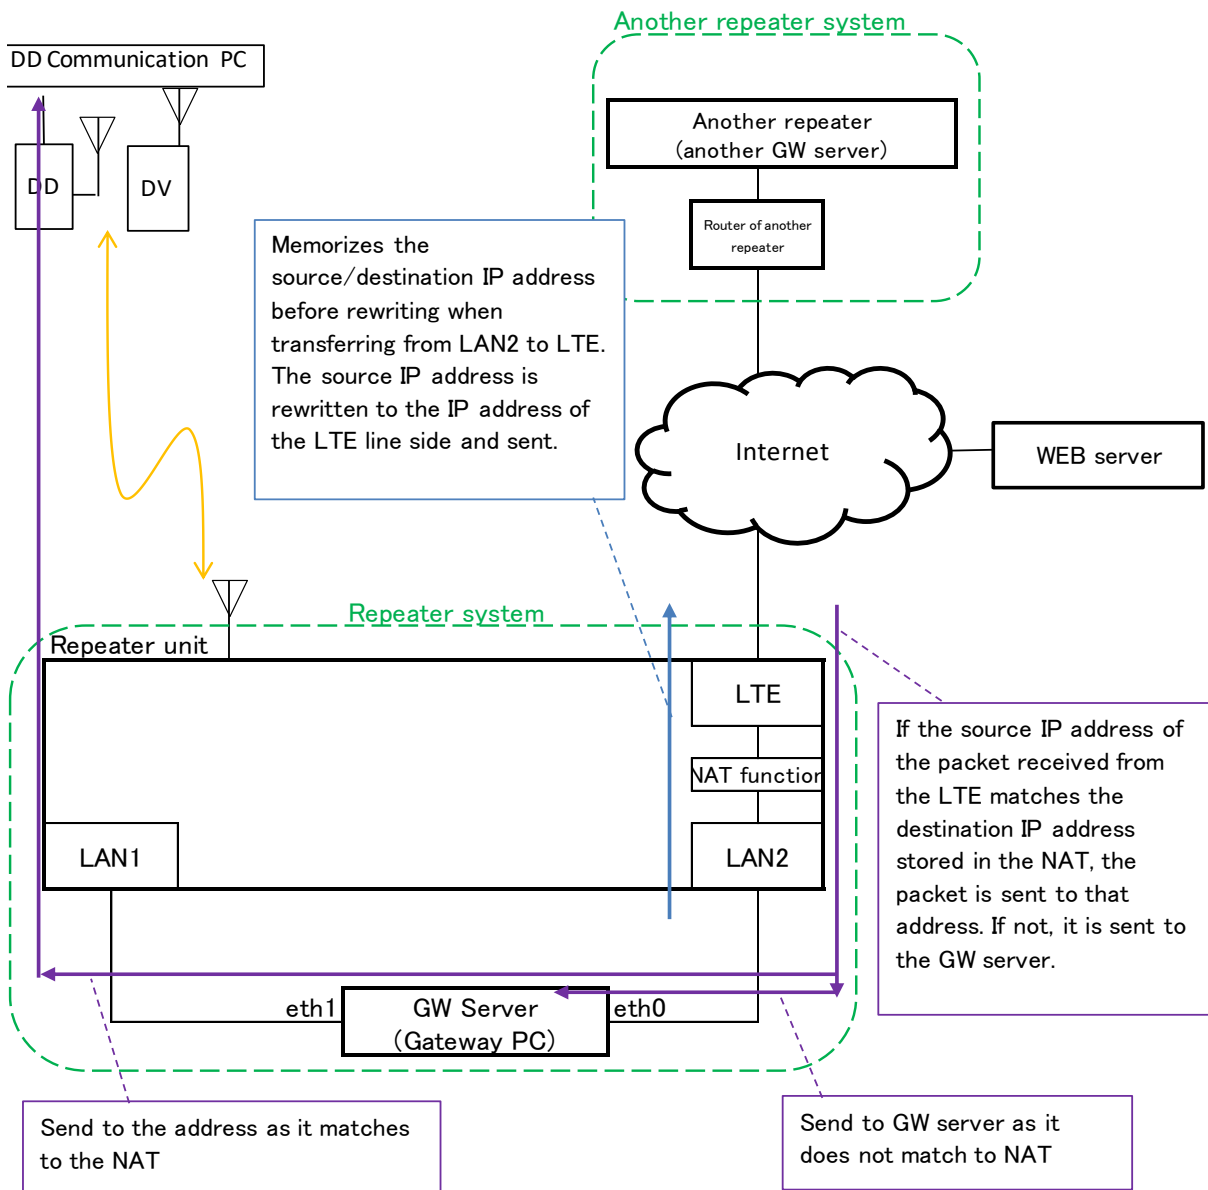 Another repeater system
DD Communication PC
Another repeater
(another GW server)
DD
DV
Router of another
repeater
Memorizes the
source/destination IP address
before rewriting when
transferring from LAN2 to LTE.
The source IP address is
rewritten to the IP address of
the LTE line side and sent.
Internet
WEB server
Repeater system
Repeater unit
LTE
NAT function
LAN1
LAN2
If the source IP address of
the packet received from
the LTE matches the
destination IP address
stored in the NAT, the
packet is sent to that
address. If not, it is sent to
the GW server.
eth1
GW Server
(Gateway PC)
eth0
Send to the address as it matches
to the NAT
Send to GW server as it
does not match to NAT